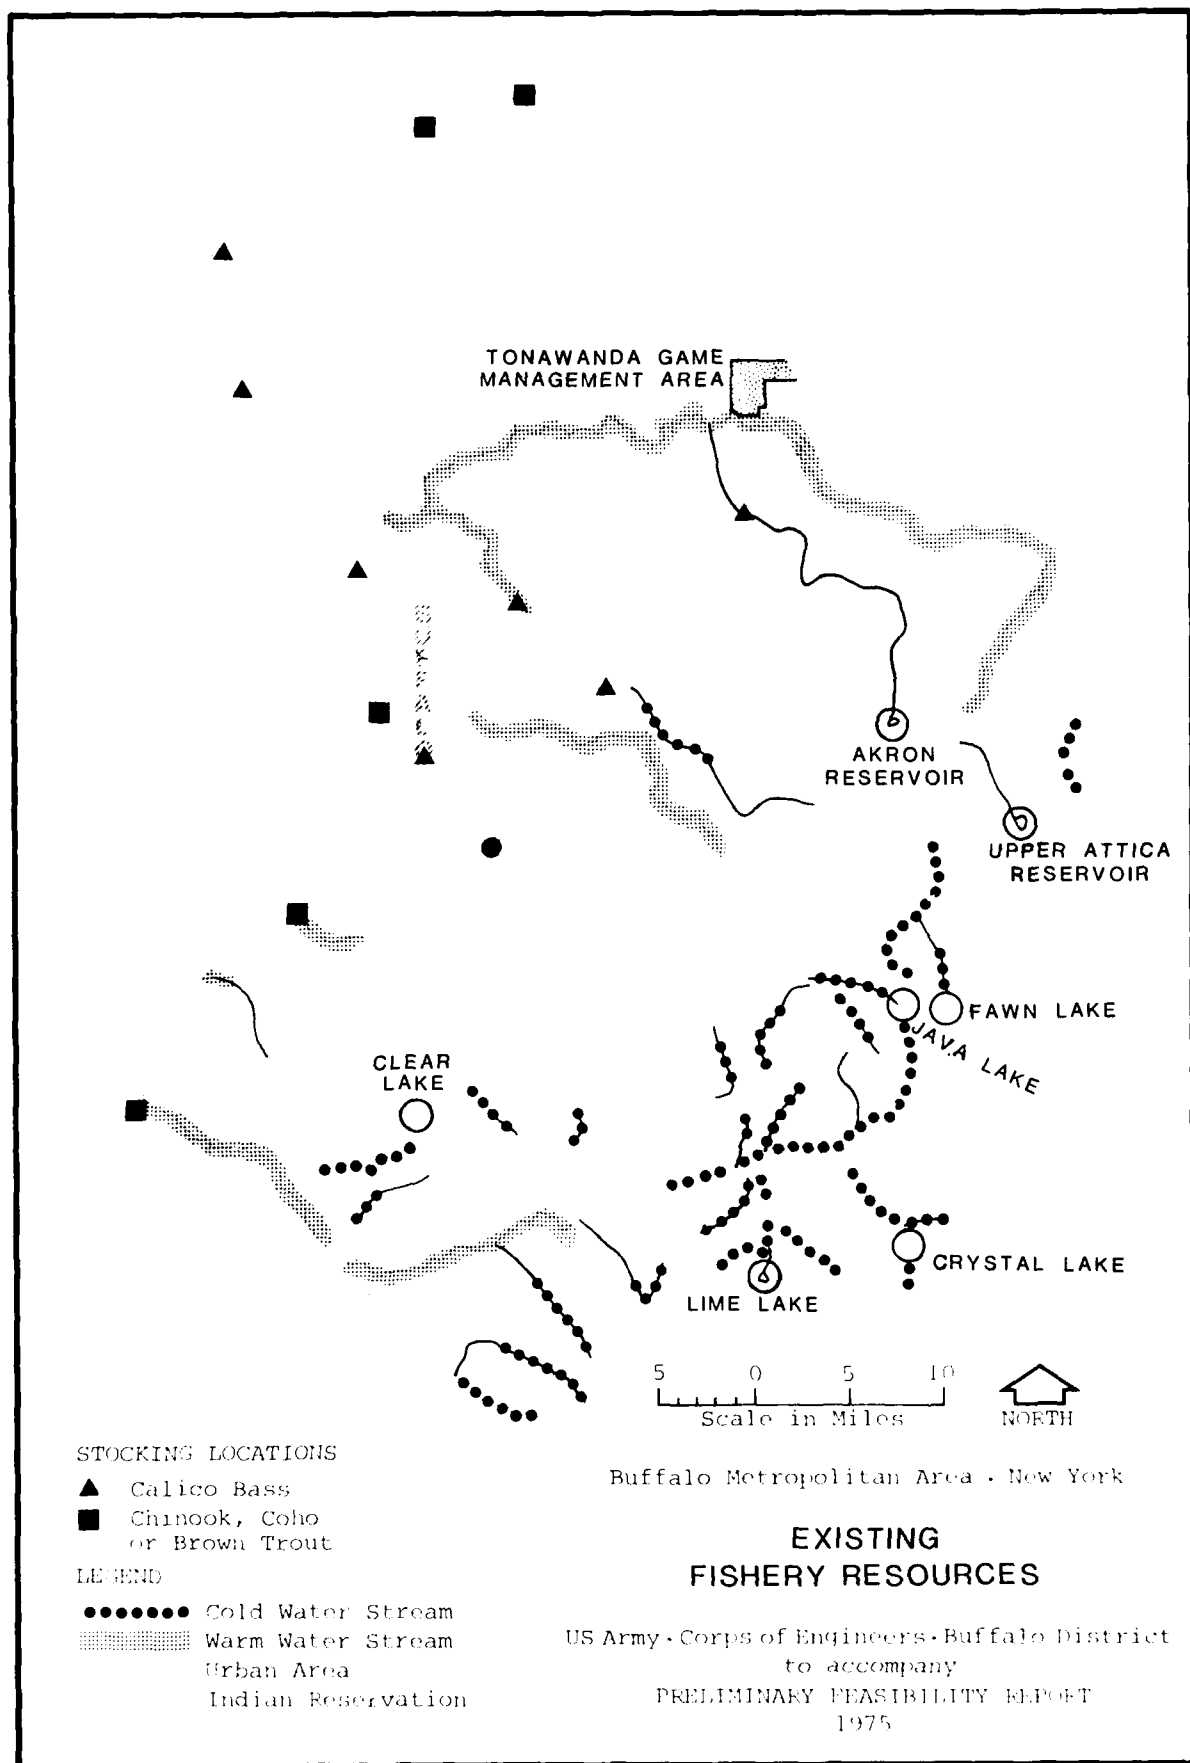 TONAWANDA GAME
MANAGEMENT AREA
BUFFALO
AKRON
RESERVOIR
UPPER ATTICA
RESERVOIR
FAWN LAKE
JAVA LAKE
CLEAR
LAKE
CRYSTAL LAKE
LIME LAKE
5 0 5 10
Scale in Miles
NORTH
STOCKING LOCATIONS
Calico Bass
Chinook, Coho
or Brown Trout
LEGEND
Cold Water Stream
Warm Water Stream
Urban Area
Indian Reservation
Buffalo Metropolitan Area · New York
EXISTING
FISHERY RESOURCES
US Army · Corps of Engineers · Buffalo District
to accompany
PRELIMINARY FEASIBILITY REPORT
1975